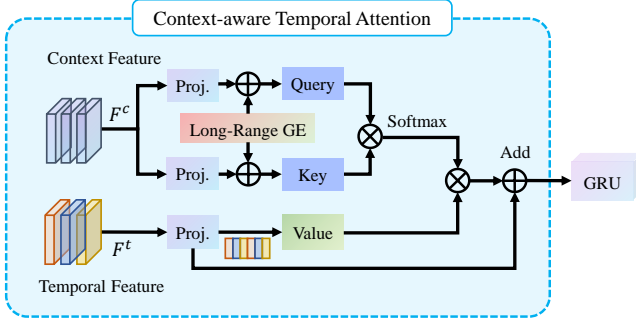 Context-aware Temporal Attention
Context Feature
F^c
Proj.
Query
Long-Range GE
Softmax
Proj.
Key
Add
GRU
F^t
Proj.
Value
Temporal Feature